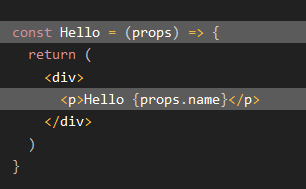 const Hello = (props) => {
  return (
    <div>
      <p>Hello {props.name}</p>
    </div>
  )
}